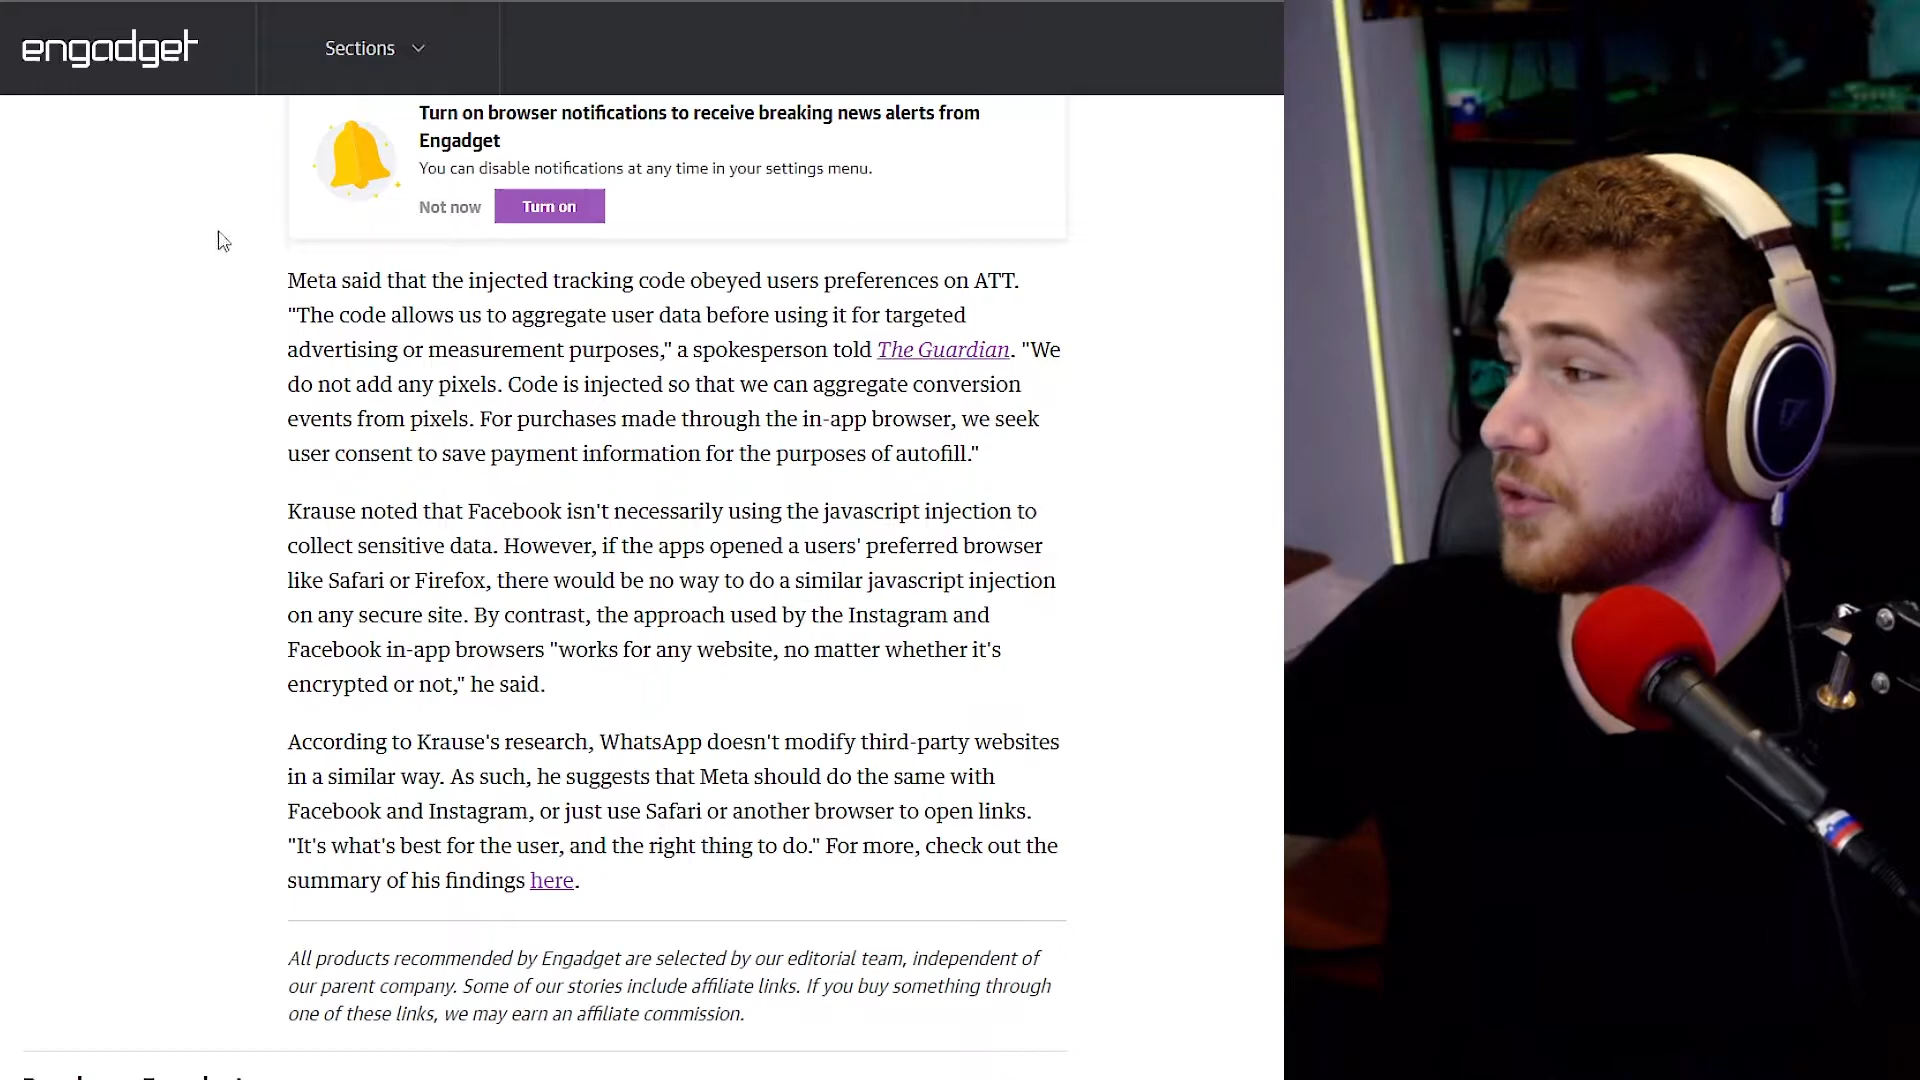 engadget
Sections
Turn on browser notifications to receive breaking news alerts from
Engadget
You can disable notifications at any time in your settings menu.
Not now
Turn on
Meta said that the injected tracking code obeyed users preferences on ATT.
"The code allows us to aggregate user data before using it for targeted
advertising or measurement purposes," a spokesperson told The Guardian. "We
do not add any pixels. Code is injected so that we can aggregate conversion
events from pixels. For purchases made through the in-app browser, we seek
user consent to save payment information for the purposes of autofill."
Krause noted that Facebook isn't necessarily using the javascript injection to
collect sensitive data. However, if the apps opened a users' preferred browser
like Safari or Firefox, there would be no way to do a similar javascript injection
on any secure site. By contrast, the approach used by the Instagram and
Facebook in-app browsers "works for any website, no matter whether it's
encrypted or not," he said.
According to Krause's research, WhatsApp doesn't modify third-party websites
in a similar way. As such, he suggests that Meta should do the same with
Facebook and Instagram, or just use Safari or another browser to open links.
"It's what's best for the user, and the right thing to do." For more, check out the
summary of his findings here.
All products recommended by Engadget are selected by our editorial team, independent of
our parent company. Some of our stories include affiliate links. If you buy something through
one of these links, we may earn an affiliate commission.